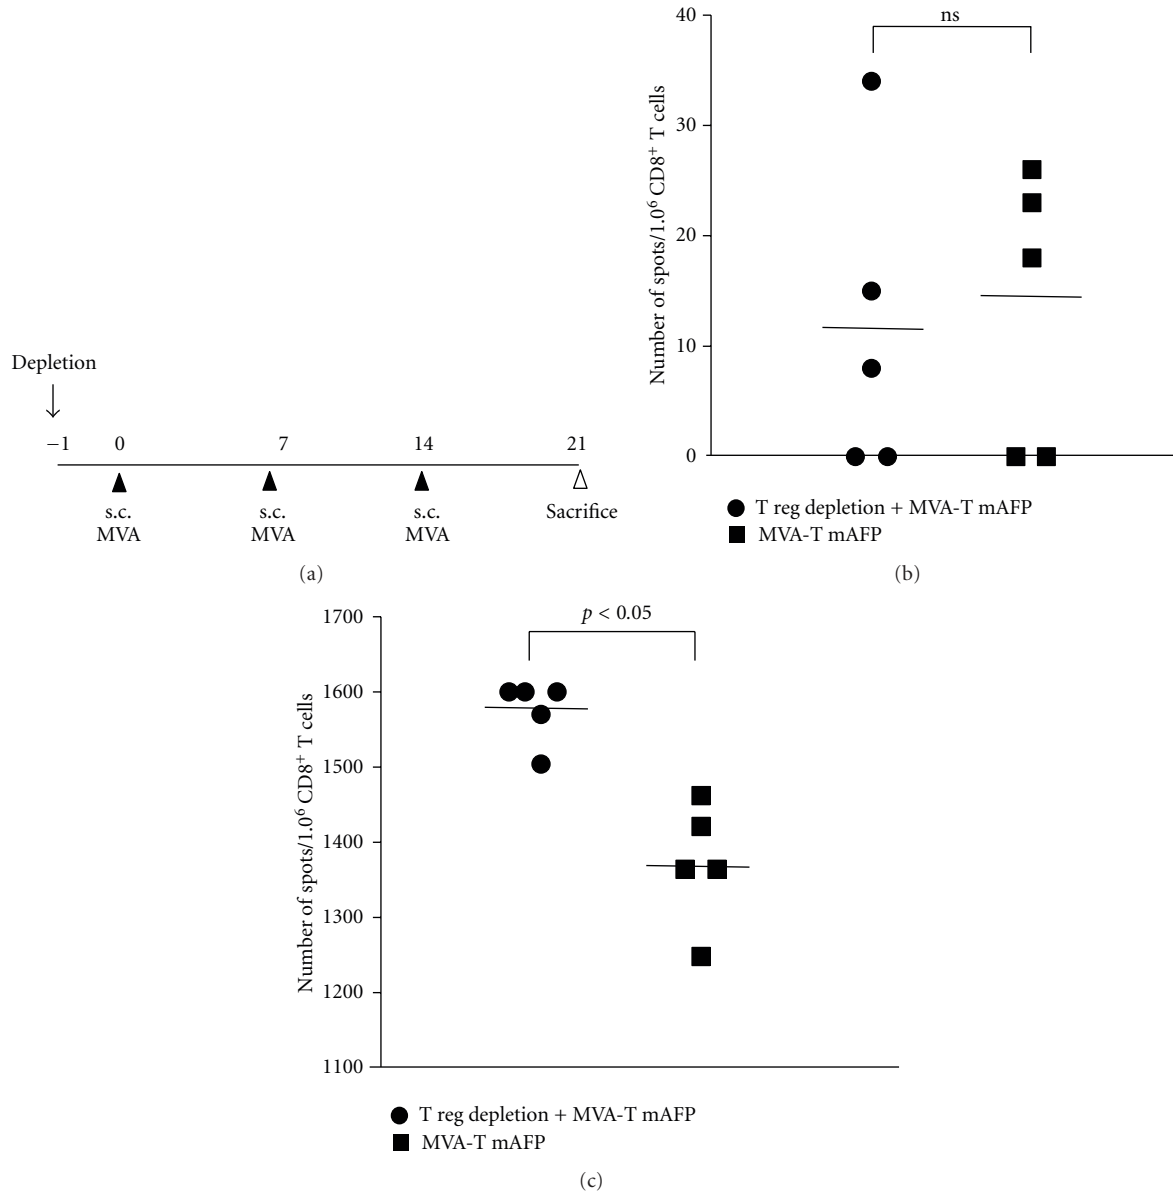 Depletion
−1 0 7 14 21
s.c. s.c. s.c. Sacrifice
MVA MVA MVA
(a)
ns
40
30
20
10
0
Number of spots/1.0⁶ CD8⁺ T cells
T reg depletion + MVA-T mAFP
MVA-T mAFP
(b)
p < 0.05
1700
1600
1500
1400
1300
1200
1100
Number of spots/1.0⁶ CD8⁺ T cells
T reg depletion + MVA-T mAFP
MVA-T mAFP
(c)